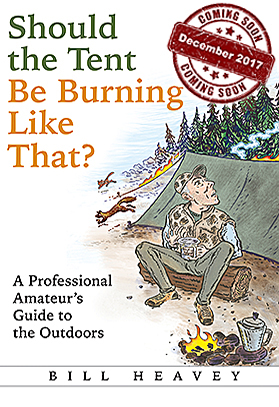 Should
the Tent
Be Burning
Like
That?
COMING SOON
December 2017
COMING SOON
A Professional
Amateur's
Guide to
the Outdoors
BILL HEAVEY